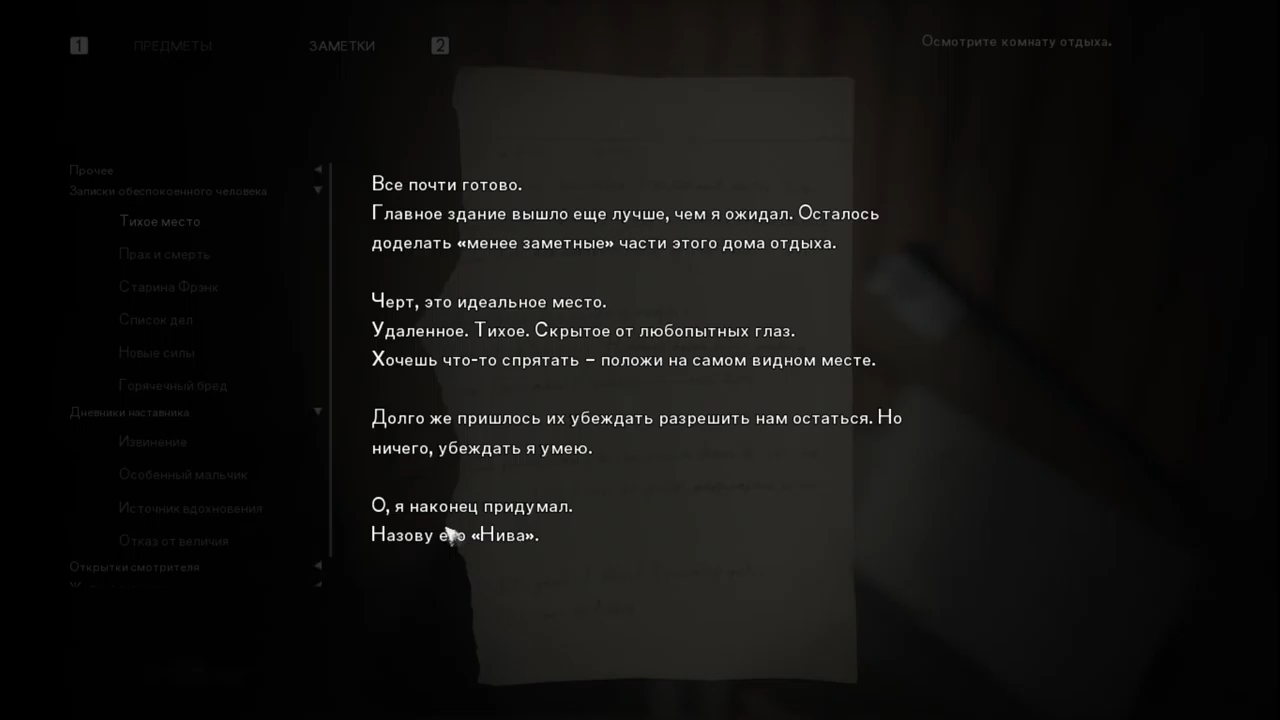 1 ПРЕДМЕТЫ ЗАМЕТКИ 2
Осмотрите комнату отдыха.
Прочее
Записки обеспокоенного человека
Тихое место
Прах и смерть
Старина Фрэнк
Список дел
Новые силы
Горячечный бред
Дневники наставника
Извинение
Особенный мальчик
Источник вдохновения
Отказ от величия
Открытки смотрителя
Все почти готово.
Главное здание вышло еще лучше, чем я ожидал. Осталось
доделать «менее заметные» части этого дома отдыха.
Черт, это идеальное место.
Удаленное. Тихое. Скрытое от любопытных глаз.
Хочешь что-то спрятать – положи на самом видном месте.
Долго же пришлось их убеждать разрешить нам остаться. Но
ничего, убеждать я умею.
О, я наконец придумал.
Назову его «Нива».